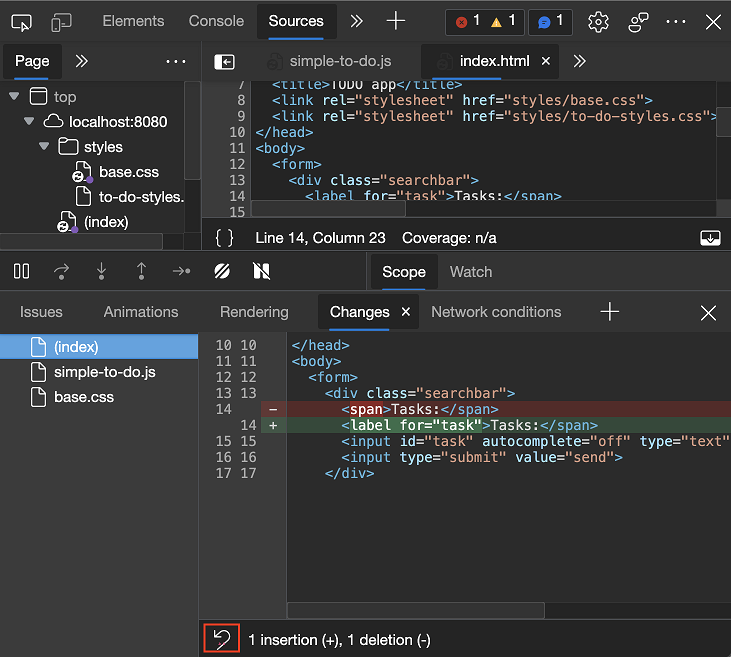 Elements Console Sources 1 1 1
Page simple-to-do.js index.html
top
localhost:8080
styles
base.css
to-do-styles.
(index)
7 <title>TODO app</title>
8 <link rel="stylesheet" href="styles/base.css">
9 <link rel="stylesheet" href="styles/to-do-styles.css">
10 </head>
11 <body>
12 <form>
13 <div class="searchbar">
14 <label for="task">Tasks:</span>
15
{ } Line 14, Column 23 Coverage: n/a
Scope Watch
Issues Animations Rendering Changes Network conditions
(index)
simple-to-do.js
base.css
10 10 </head>
11 11 <body>
12 12 <form>
13 13 <div class="searchbar">
14 - <span>Tasks:</span>
14 + <label for="task">Tasks:</span>
15 15 <input id="task" autocomplete="off" type="text"
16 16 <input type="submit" value="send">
17 17 </div>
1 insertion (+), 1 deletion (-)